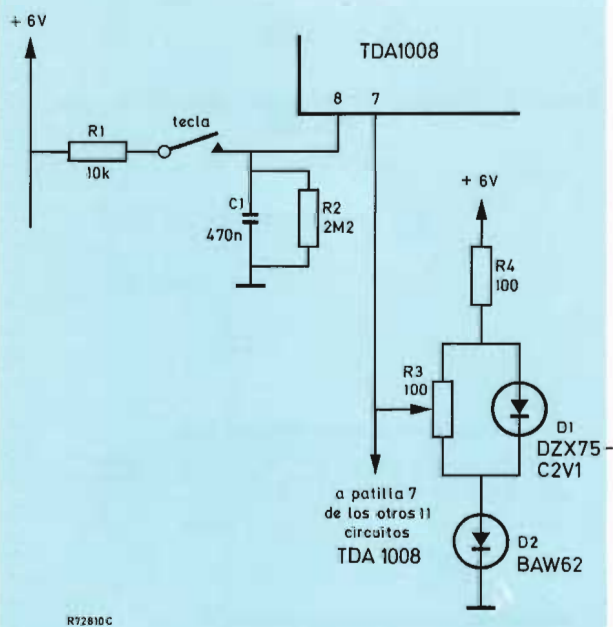 + 6V
TDA1008
8 7
tecla
R1
10k
C1
470n
R2
2M2
+ 6V
R4
100
R3
100
D1
DZX75-
C2V1
a patilla 7
de los otros 11
circuitos
TDA 1008
D2
BAW62
R72810C